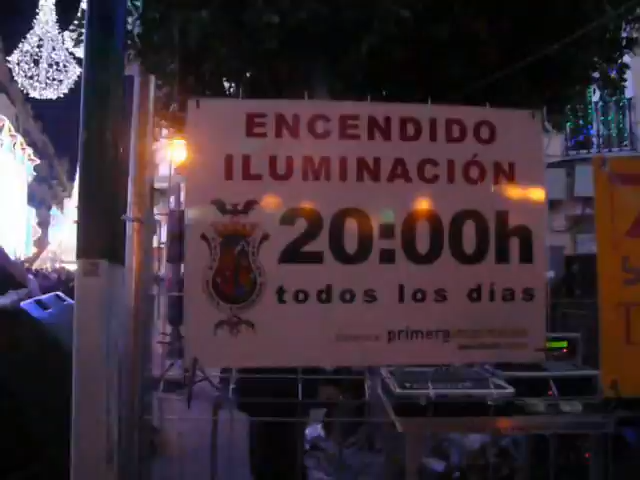 ENCENDIDO
ILUMINACIÓN
20:00h
todos los días
primera